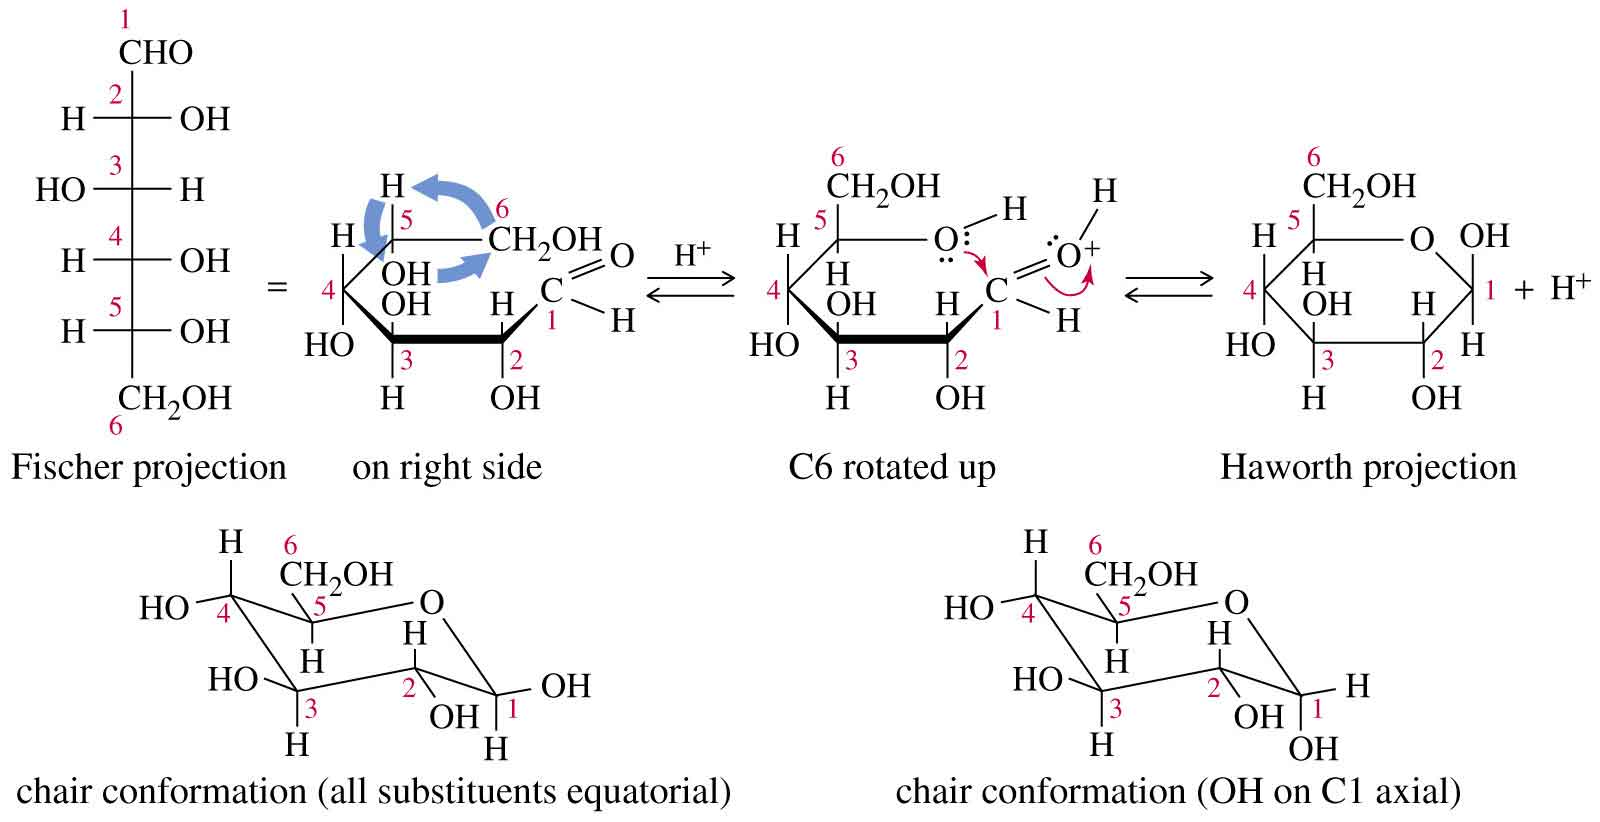 1
CHO
2
H OH
3
HO H
4
H OH
5
H OH
CH₂OH
6
=
H
5
6
CH₂OH
H
OH
O
4
OH
H
C
1
H
HO
3
2
H
OH
H⁺
6
CH₂OH
5
O
H
H
O+
H
H
4
OH
H
C
1
H
HO
3
2
H
OH
6
CH₂OH
5
O
OH
H
H
4
OH
H
1
+ H⁺
HO
3
2
H
H
OH
Fischer projection
on right side
C6 rotated up
Haworth projection
H
6
CH₂OH
HO
4
5
O
H
H
HO
3
2
OH
1
OH
H
H
chair conformation (all substituents equatorial)
H
6
CH₂OH
HO
4
5
O
H
H
HO
3
2
OH
1
H
H
OH
chair conformation (OH on C1 axial)